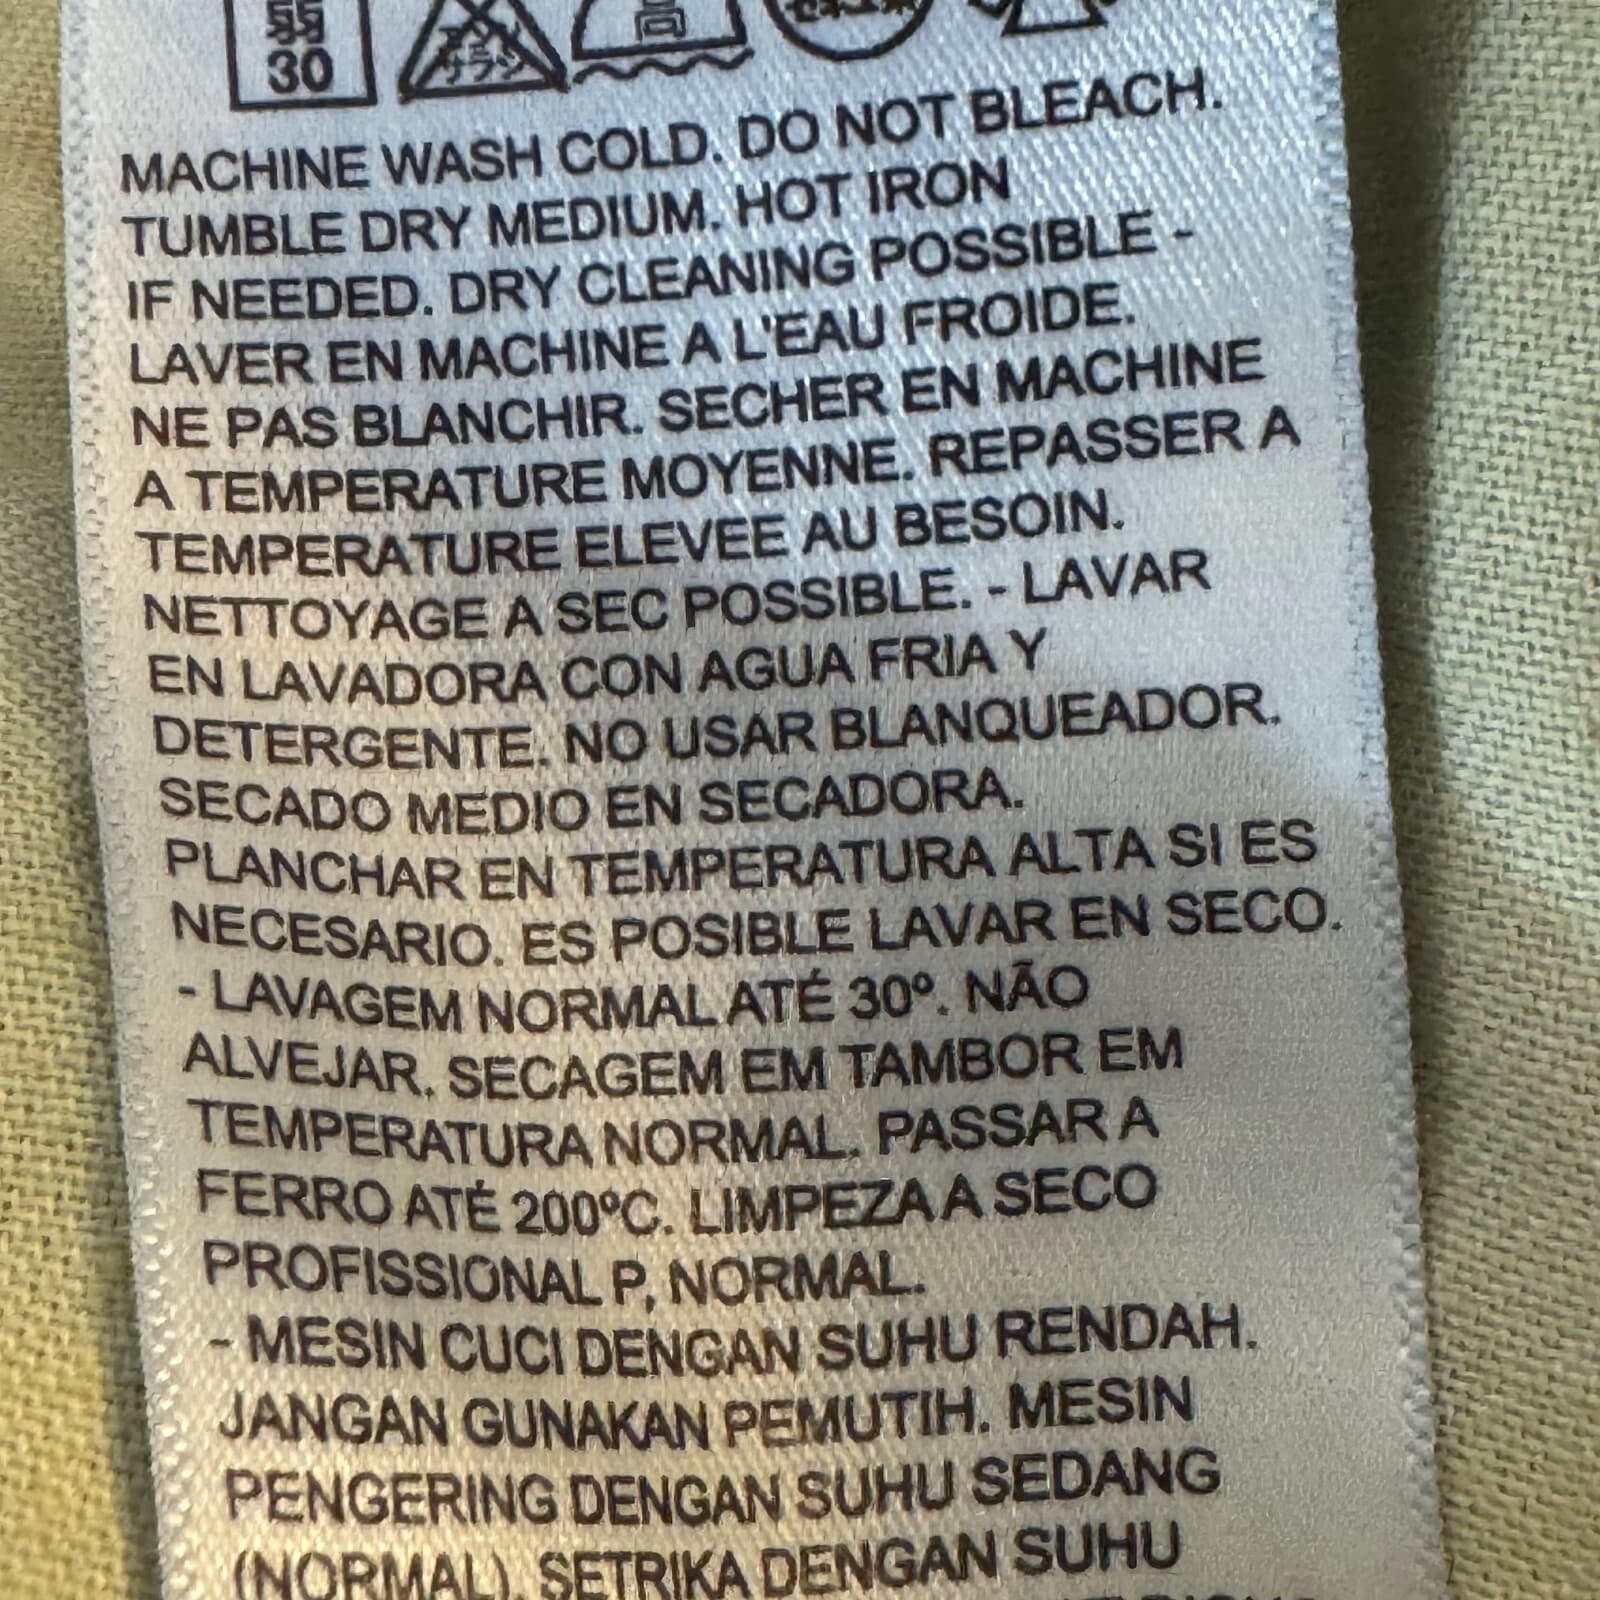 弱
30
高
MACHINE WASH COLD. DO NOT BLEACH.
TUMBLE DRY MEDIUM. HOT IRON
IF NEEDED. DRY CLEANING POSSIBLE -
LAVER EN MACHINE A L'EAU FROIDE.
NE PAS BLANCHIR. SECHER EN MACHINE
A TEMPERATURE MOYENNE. REPASSER A
TEMPERATURE ELEVEE AU BESOIN.
NETTOYAGE A SEC POSSIBLE. - LAVAR
EN LAVADORA CON AGUA FRIA Y
DETERGENTE. NO USAR BLANQUEADOR.
SECADO MEDIO EN SECADORA.
PLANCHAR EN TEMPERATURA ALTA SI ES
NECESARIO. ES POSIBLE LAVAR EN SECO.
- LAVAGEM NORMAL ATÉ 30º. NÃO
ALVEJAR. SECAGEM EM TAMBOR EM
TEMPERATURA NORMAL. PASSAR A
FERRO ATÉ 200ºC. LIMPEZA A SECO
PROFISSIONAL P, NORMAL.
- MESIN CUCI DENGAN SUHU RENDAH.
JANGAN GUNAKAN PEMUTIH. MESIN
PENGERING DENGAN SUHU SEDANG
(NORMAL). SETRIKA DENGAN SUHU